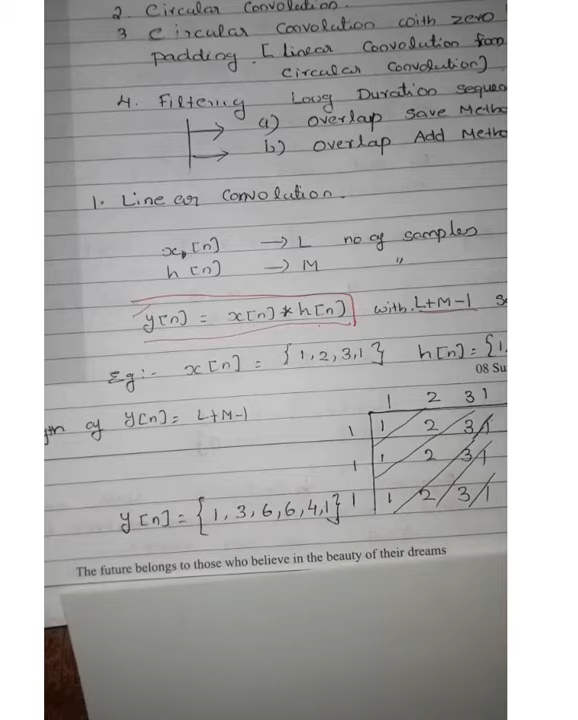 2. Circular Convolution.
3 Circular Convolution with zero
padding. [linear Convolution from
Circular Convolution]
4. Filtering Long Duration seque
a) overlap save Metho
b) overlap Add Metho
1. Linear Convolution.
x[n] → L no of samples
h[n] → M "
y[n] = x[n] * h[n] with L+M-1 s
Eg:- x[n] = {1,2,3,1} h[n] = {1,
08 Su
gth of y[n] = L+M-1
1 2 3 1
1 1 2 3 1
1 1 2 3 1
y[n] = {1,3,6,6,4,1} 1 1 2 3 1
The future belongs to those who believe in the beauty of their dreams